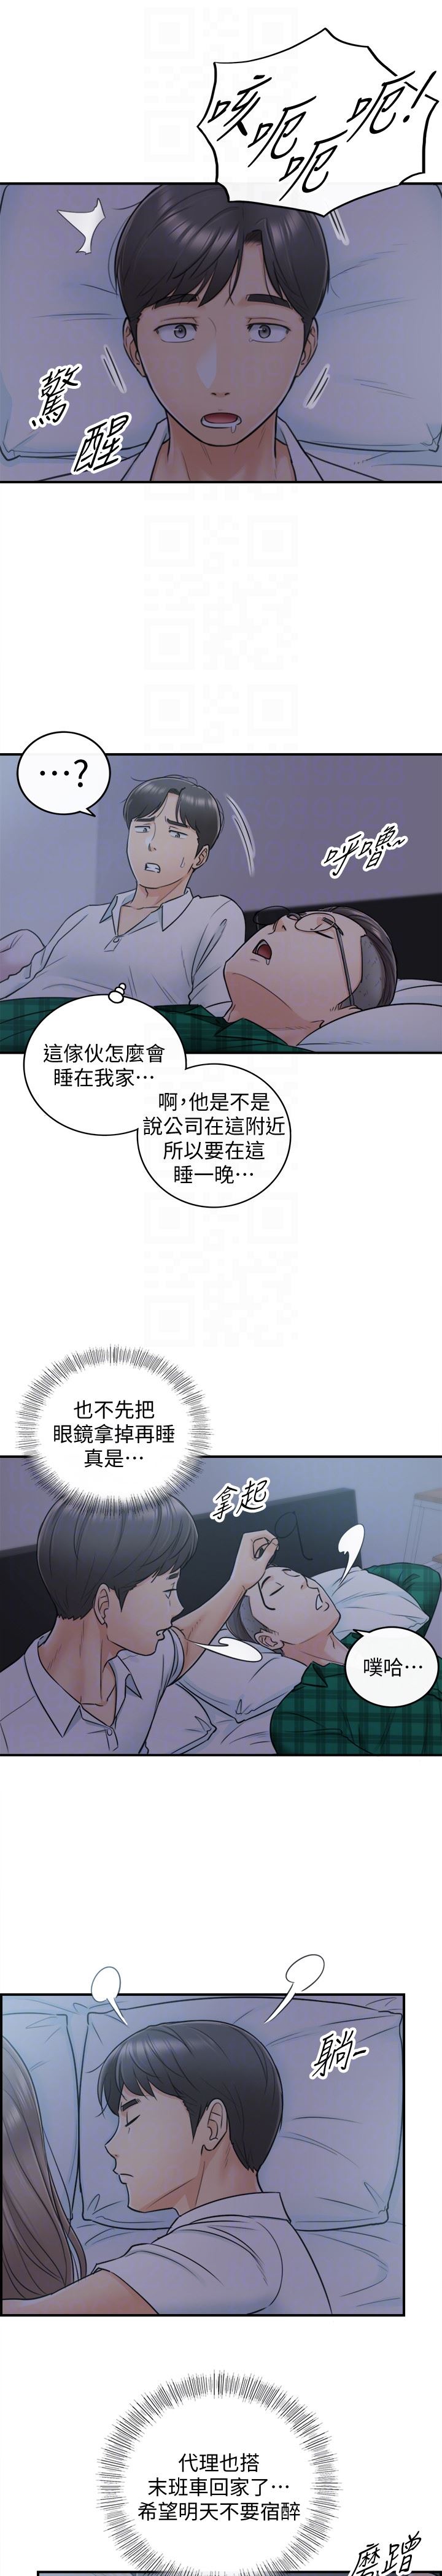 咳呃呃呃!
驚醒
…?
呼嚕~
這傢伙怎麼會
睡在我家…
啊,他是不是
說公司在這附近
所以要在這
睡一晚…
也不先把
眼鏡拿掉再睡
真是…
拿起
噗哈…
躺-
代理也搭
末班車回家了…
希望明天不要宿醉
磨蹭